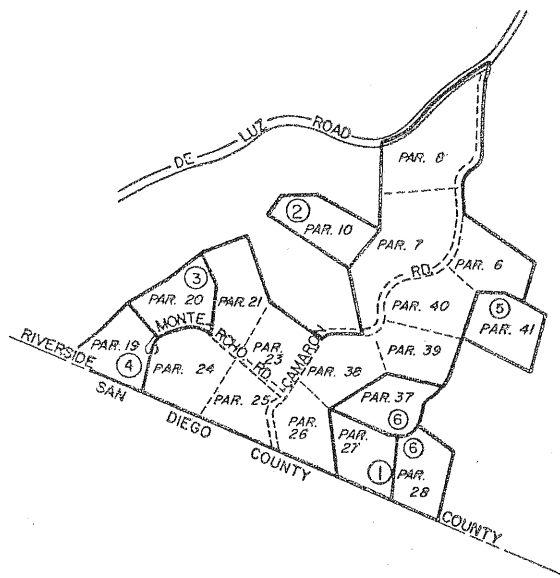 DE LUZ ROAD
PAR. 8
②
PAR. 10
PAR. 7
PAR. 6
RD.
③
PAR. 20
PAR. 21
PAR. 40
⑤
PAR. 41
MONTE RCHO RD
PAR. 19
④
PAR. 24
PAR. 23
CAMARON
PAR. 38
PAR. 39
PAR. 25
PAR. 37
⑥
PAR. 26
PAR. 27
①
⑥
PAR. 28
RIVERSIDE COUNTY
SAN DIEGO COUNTY